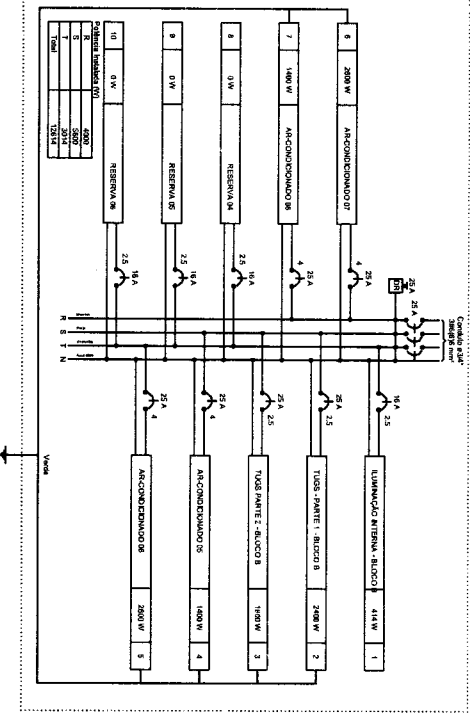 Conduto ø 3/4"
25 A
25 A
DR
16 A
2.5
ILUMINAÇÃO INTERNA - BLOCO B
414 W
1
6
2600 W
AR-CONDICIONADO 07
4
25 A
25 A
2.5
TUGS - PARTE 1 - BLOCO B
2400 W
2
7
1400 W
AR-CONDICIONADO 08
4
25 A
25 A
2.5
TUGS PARTE 2 - BLOCO B
1800 W
3
8
0 W
RESERVA 04
2.5
16 A
25 A
4
AR-CONDICIONADO 05
1400 W
4
9
0 W
RESERVA 05
2.5
16 A
25 A
4
AR-CONDICIONADO 06
2600 W
5
10
0 W
RESERVA 06
2.5
16 A
R
S
T
N
Potência Instalada (W)
R 4000
S 5600
T 3014
Total 12614
Verde